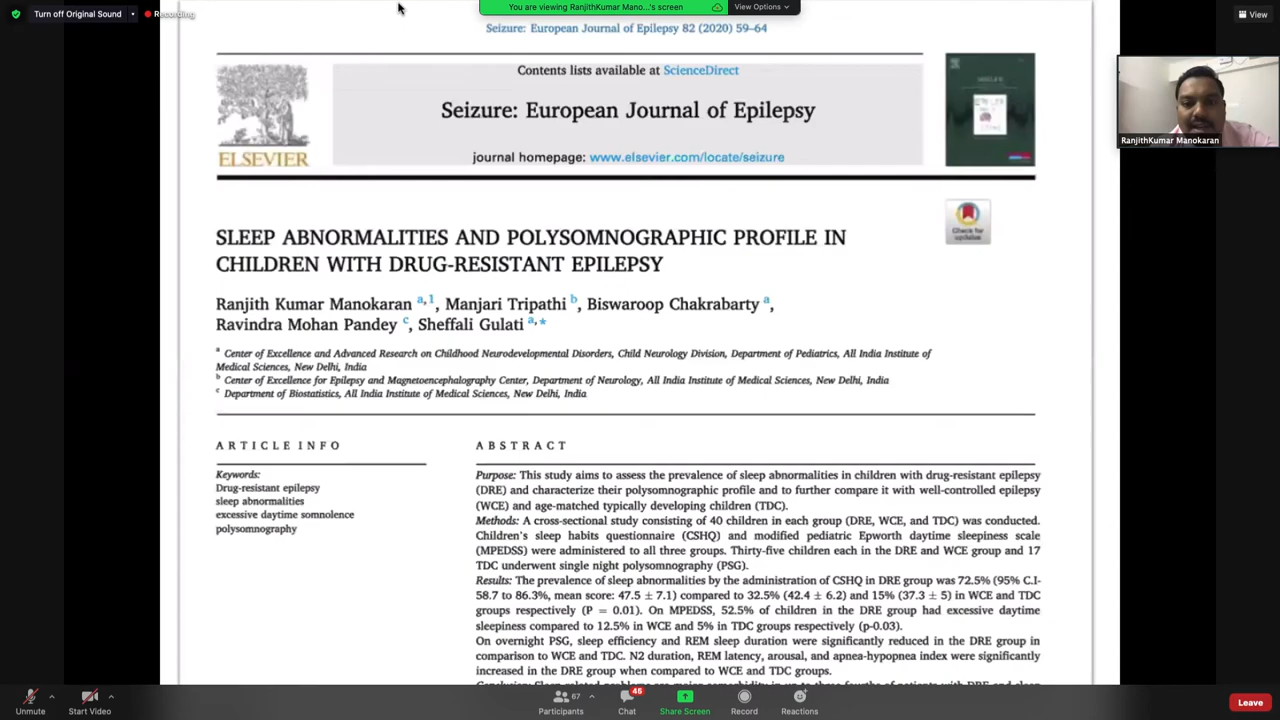 Turn off Original Sound
Recording
You are viewing RanjithKumar Mano...'s screen
View Options
View
Seizure: European Journal of Epilepsy 82 (2020) 59–64
Contents lists available at ScienceDirect
Seizure: European Journal of Epilepsy
journal homepage: www.elsevier.com/locate/seizure
ELSEVIER
RanjithKumar Manokaran
Check for
updates
SLEEP ABNORMALITIES AND POLYSOMNOGRAPHIC PROFILE IN
CHILDREN WITH DRUG-RESISTANT EPILEPSY
Ranjith Kumar Manokaran a,1, Manjari Tripathi b, Biswaroop Chakrabarty a,
Ravindra Mohan Pandey c, Sheffali Gulati a,*
a Center of Excellence and Advanced Research on Childhood Neurodevelopmental Disorders, Child Neurology Division, Department of Pediatrics, All India Institute of
Medical Sciences, New Delhi, India
b Center of Excellence for Epilepsy and Magnetoencephalography Center, Department of Neurology, All India Institute of Medical Sciences, New Delhi, India
c Department of Biostatistics, All India Institute of Medical Sciences, New Delhi, India
ARTICLE INFO
Keywords:
Drug-resistant epilepsy
sleep abnormalities
excessive daytime somnolence
polysomnography
ABSTRACT
Purpose: This study aims to assess the prevalence of sleep abnormalities in children with drug-resistant epilepsy
(DRE) and characterize their polysomnographic profile and to further compare it with well-controlled epilepsy
(WCE) and age-matched typically developing children (TDC).
Methods: A cross-sectional study consisting of 40 children in each group (DRE, WCE, and TDC) was conducted.
Children's sleep habits questionnaire (CSHQ) and modified pediatric Epworth daytime sleepiness scale
(MPEDSS) were administered to all three groups. Thirty-five children each in the DRE and WCE group and 17
TDC underwent single night polysomnography (PSG).
Results: The prevalence of sleep abnormalities by the administration of CSHQ in DRE group was 72.5% (95% C.I-
58.7 to 86.3%, mean score: 47.5 ± 7.1) compared to 32.5% (42.4 ± 6.2) and 15% (37.3 ± 5) in WCE and TDC
groups respectively (P = 0.01). On MPEDSS, 52.5% of children in the DRE group had excessive daytime
sleepiness compared to 12.5% in WCE and 5% in TDC groups respectively (p-0.03).
On overnight PSG, sleep efficiency and REM sleep duration were significantly reduced in the DRE group in
comparison to WCE and TDC. N2 duration, REM latency, arousal, and apnea-hypopnea index were significantly
increased in the DRE group when compared to WCE and TDC groups.
Unmute
Start Video
67
Participants
46
Chat
Share Screen
Record
Reactions
Leave